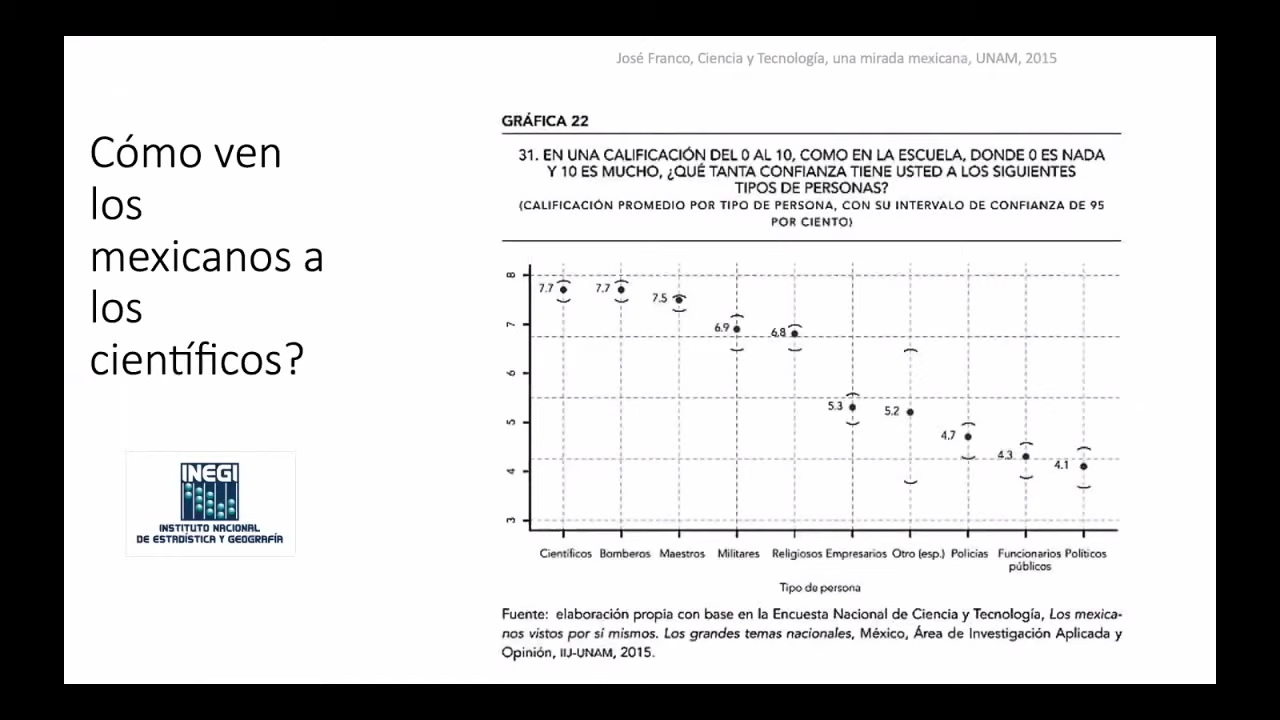 José Franco, Ciencia y Tecnología, una mirada mexicana, UNAM, 2015
Cómo ven
los
mexicanos a
los
científicos?
INEGI
INSTITUTO NACIONAL
DE ESTADÍSTICA Y GEOGRAFÍA
GRÁFICA 22
31. EN UNA CALIFICACIÓN DEL 0 AL 10, COMO EN LA ESCUELA, DONDE 0 ES NADA
Y 10 ES MUCHO, ¿QUÉ TANTA CONFIANZA TIENE USTED A LOS SIGUIENTES
TIPOS DE PERSONAS?
(CALIFICACIÓN PROMEDIO POR TIPO DE PERSONA, CON SU INTERVALO DE CONFIANZA DE 95
POR CIENTO)
8
7
6
5
4
3
7.7
7.7
7.5
6.9
6.8
5.3
5.2
4.7
4.3
4.1
Científicos Bomberos Maestros Militares Religiosos Empresarios Otro (esp.) Policías Funcionarios Políticos
públicos
Tipo de persona
Fuente: elaboración propia con base en la Encuesta Nacional de Ciencia y Tecnología, Los mexica-
nos vistos por sí mismos. Los grandes temas nacionales, México, Área de Investigación Aplicada y
Opinión, IIJ-UNAM, 2015.